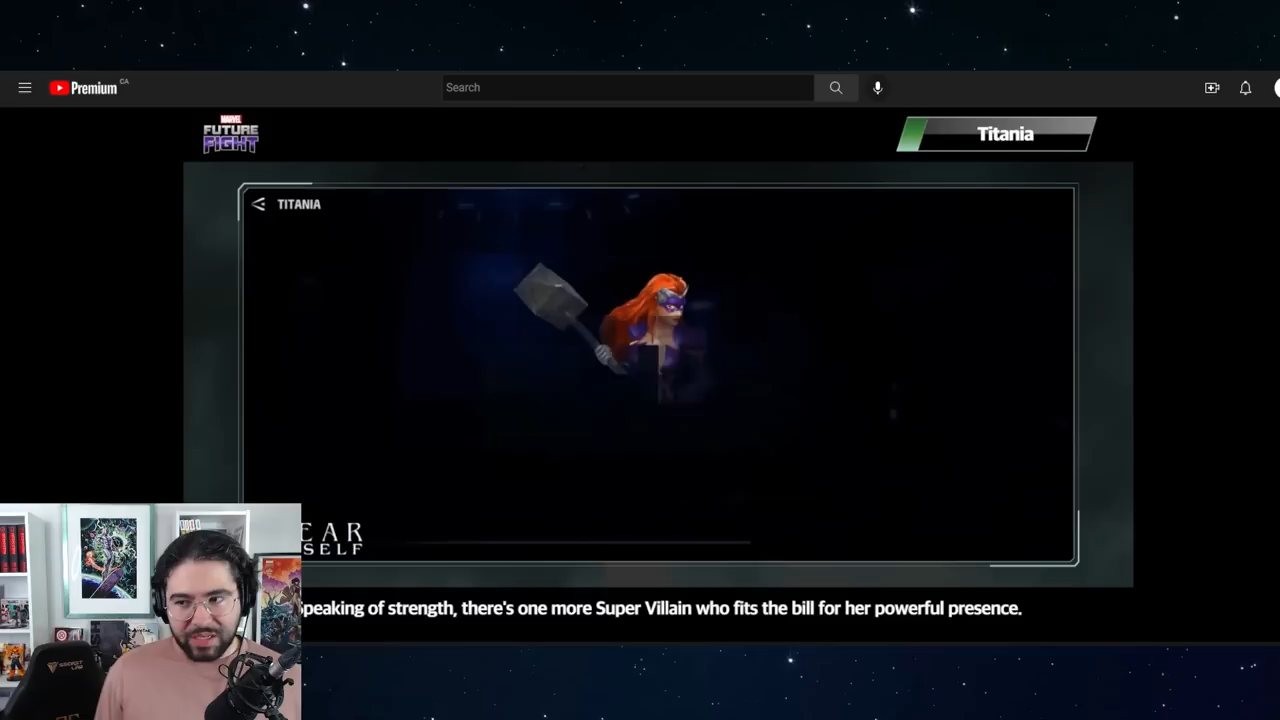 Premium CA
Search
MARVEL
FUTURE
FIGHT
Titania
TITANIA
EAR
SELF
peaking of strength, there's one more Super Villain who fits the bill for her powerful presence.